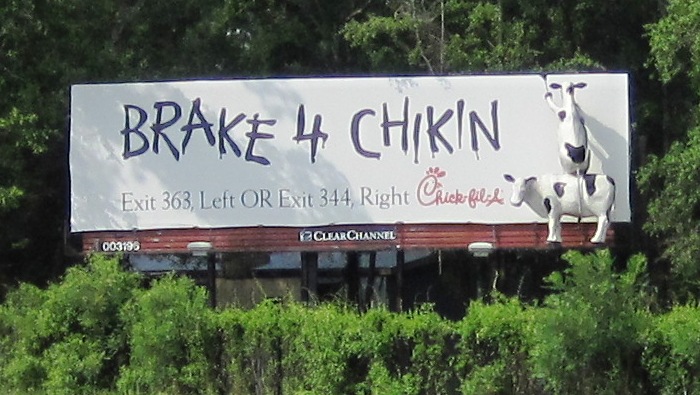 BRAKE 4 CHIKIN
Exit 363, Left OR Exit 344, Right Chick-fil-A
003196 CLEARCHANNEL